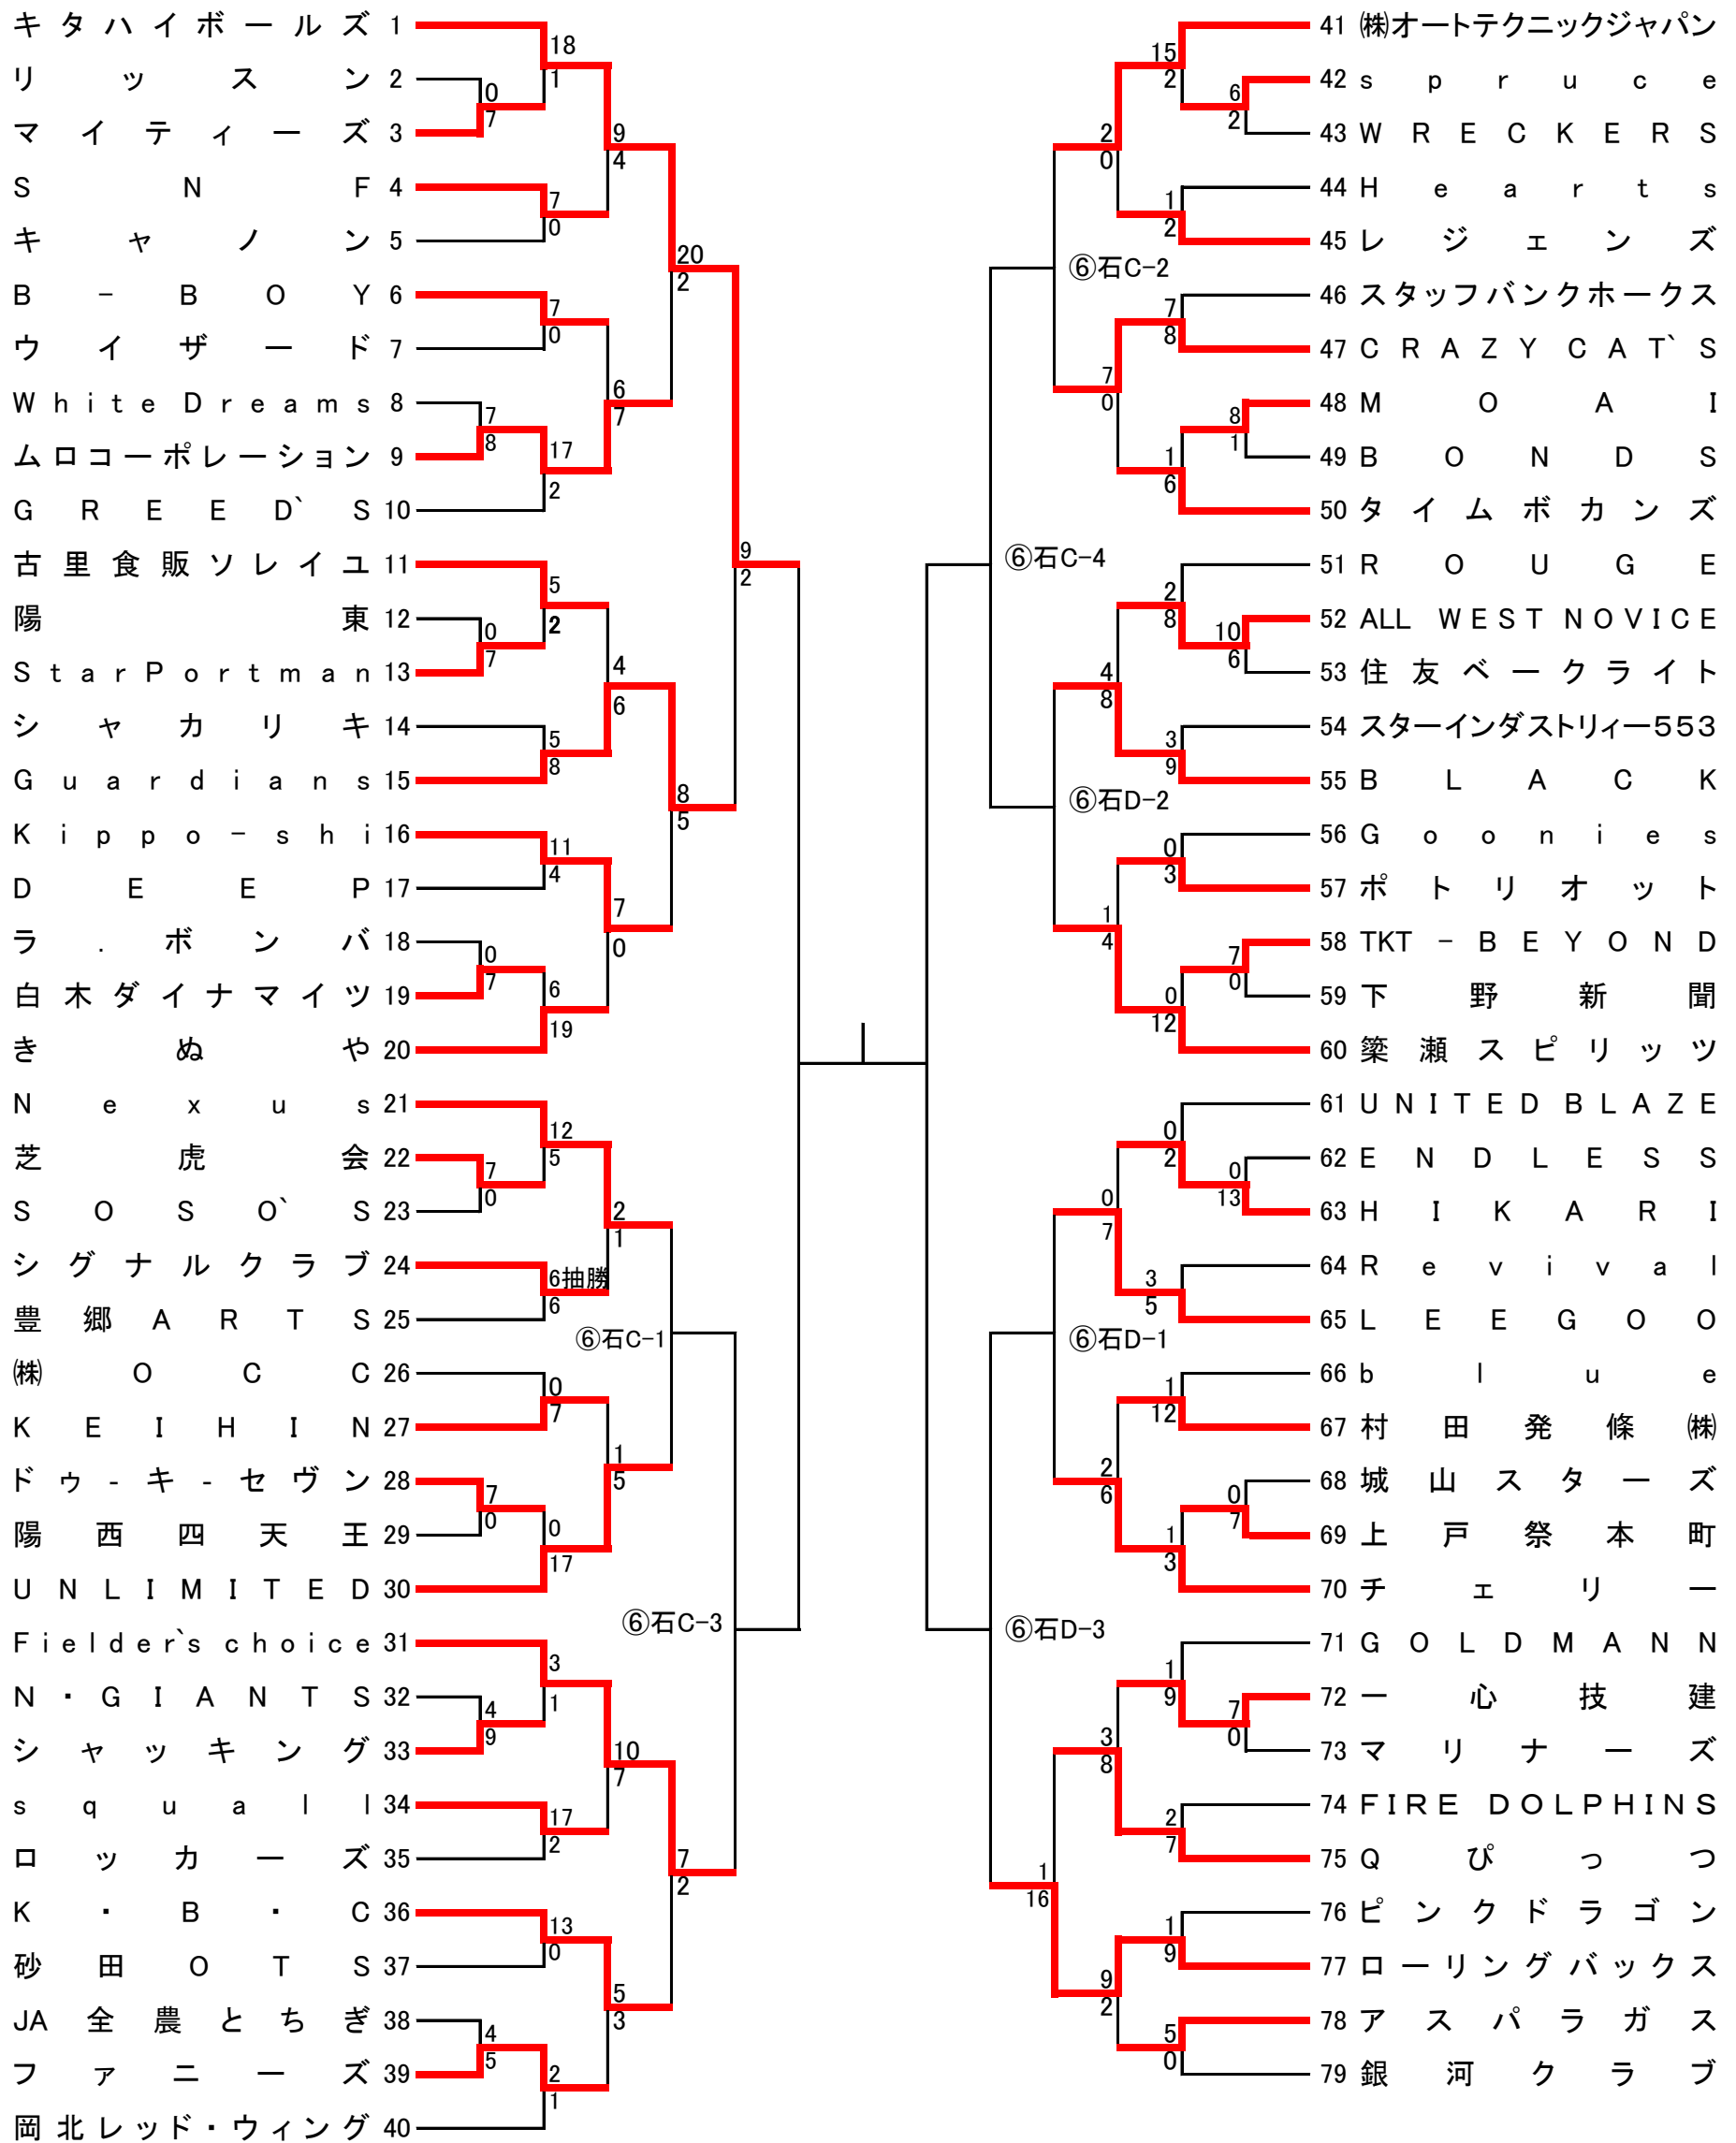 キタハイボールズ 1
リッスン 2
マイティーズ 3
SNF 4
キャノン 5
B-BOY 6
ウイザード 7
White Dreams 8
ムロコーポレーション 9
GREED`S 10
古里食販ソレイユ 11
陽東 12
StarPortman 13
シャカリキ 14
Guardians 15
Kippo-shi 16
DEEP 17
ラ.ボンバ 18
白木ダイナマイツ 19
きぬや 20
Nexus 21
芝虎会 22
SOSO`S 23
シグナルクラブ 24
豊郷ARTS 25
㈱OCC 26
KEIHIN 27
ドゥ-キ-セヴン 28
陽西四天王 29
UNLIMITED 30
Fielder`s choice 31
N・GIANTS 32
シャッキング 33
squall 34
ロッカーズ 35
K・B・C 36
砂田OTS 37
JA全農とちぎ 38
ファニーズ 39
岡北レッド・ウィング 40
0
7
7
8
0
7
0
7
7
0
7
0
4
9
4
5
18
1
7
0
7
0
17
2
5
2
5
8
11
4
6
19
12
5
6抽勝
6
0
7
0
17
3
1
17
2
13
0
2
1
9
4
6
7
4
6
7
0
2
1
1
5
10
7
5
3
20
2
8
5
⑥石C-1
7
2
9
2
⑥石C-3
⑥石C-4
⑥石D-3
⑥石C-2
⑥石D-2
⑥石D-1
1
16
2
0
7
0
4
8
1
4
0
7
2
6
3
8
9
2
15
2
1
2
7
8
1
6
2
8
3
9
0
3
0
12
0
2
3
5
1
12
1
3
1
9
2
7
1
9
5
0
6
2
8
1
10
6
7
0
0
13
0
7
7
0
41 ㈱オートテクニックジャパン
42 spruce
43 WRECKERS
44 Hearts
45 レジェンズ
46 スタッフバンクホークス
47 CRAZY CAT`S
48 MOAI
49 BONDS
50 タイムボカンズ
51 ROUGE
52 ALL WEST NOVICE
53 住友ベークライト
54 スターインダストリィー553
55 BLACK
56 Goonies
57 ポトリオット
58 TKT-BEYOND
59 下野新聞
60 簗瀬スピリッツ
61 UNITED BLAZE
62 ENDLESS
63 HIKARI
64 Revival
65 LEEGOO
66 blue
67 村田発條㈱
68 城山スターズ
69 上戸祭本町
70 チェリー
71 GOLDMANN
72 一心技建
73 マリナーズ
74 FIRE DOLPHINS
75 Qぴっつ
76 ピンクドラゴン
77 ローリングバックス
78 アスパラガス
79 銀河クラブ